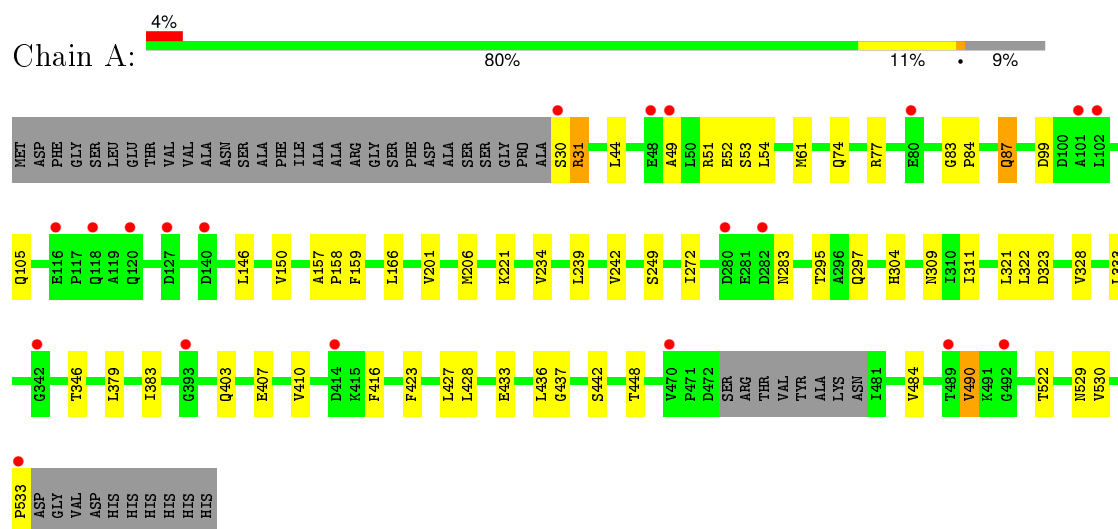 4%
Chain A:
80% 11% • 9%
MET ASP PHE GLY SER LEU GLU THR VAL VAL ALA ASN SER ALA PHE ILE ALA ALA ARG GLY SER PHE ASP ALA SER SER GLY PRO ALA S30 R31 L44 E48 A49 L50 R51 E52 S53 L54 M61 Q74 R77 E80 G83 P84 Q87 D99 D100 A101 L102
Q105 E116 P117 Q118 A119 Q120 D127 D140 L146 V150 A157 P158 F159 L166 V201 M206 K221 V234 L239 V242 S249 I272 D280 E281 D282 N283 T295 A296 Q297 H304 N309 I310 I311 L321 L322 D323 V328 L333
G342 T346 L379 I383 G393 Q403 E407 V410 D414 K415 F416 F423 L427 L428 E433 L436 G437 S442 T448 V470 P471 D472 SER ARG THR VAL TYR ALA LYS ASN I481 V484 T489 V490 K491 G492 T522 N529 V530
P533 ASP GLY VAL ASP HIS HIS HIS HIS HIS HIS